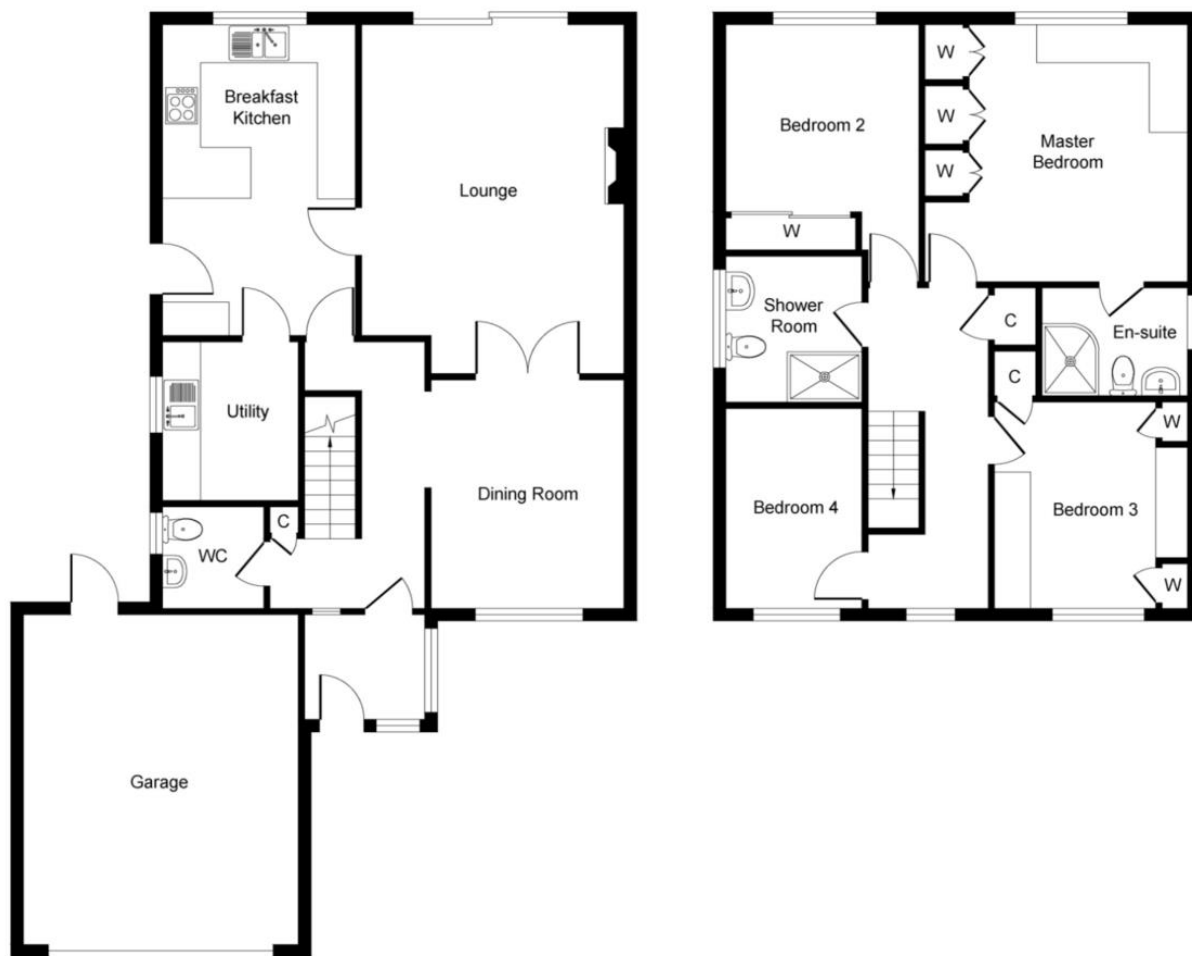 Breakfast
Kitchen
Lounge
Utility
Dining Room
C
WC
Garage
W
W
W
Bedroom 2
Master
Bedroom
W
Shower
Room
C
En-suite
C
W
Bedroom 4
Bedroom 3
W